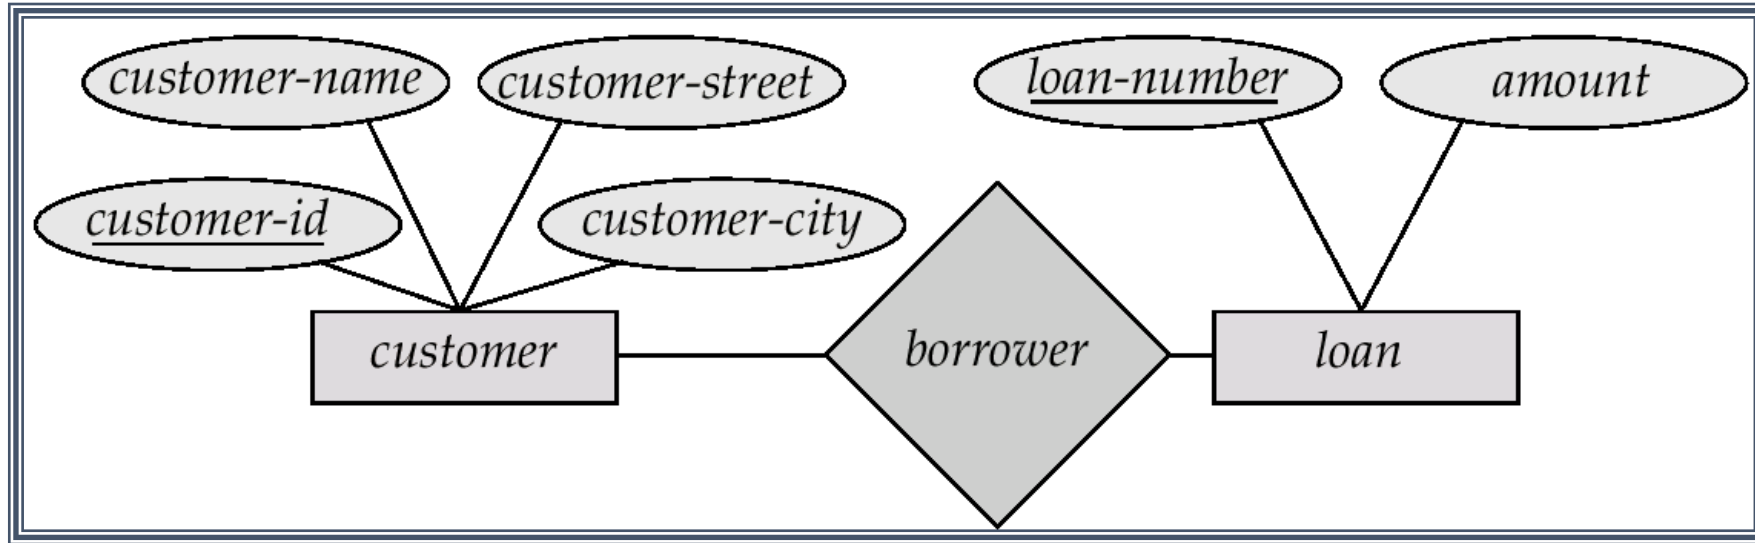 customer-name
customer-street
loan-number
amount
customer-id
customer-city
customer
borrower
loan